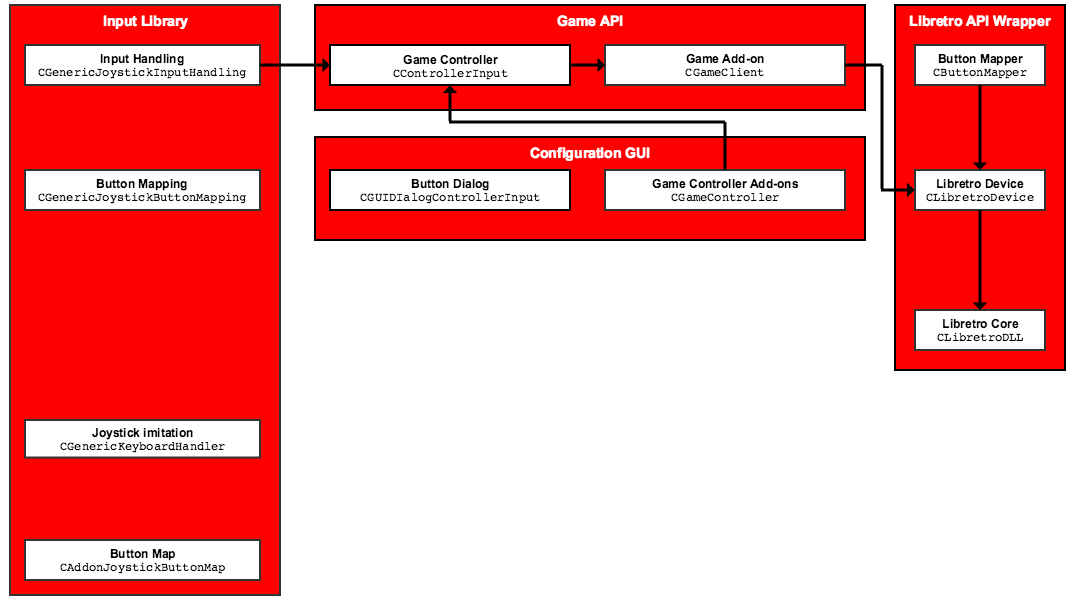 Input Library
Input Handling
CGenericJoystickInputHandling
Button Mapping
CGenericJoystickButtonMapping
Joystick imitation
CGenericKeyboardHandler
Button Map
CAddonJoystickButtonMap
Game API
Game Controller
CControllerInput
Game Add-on
CGameClient
Configuration GUI
Button Dialog
CGUIDIalogControllerInput
Game Controller Add-ons
CGameController
Libretro API Wrapper
Button Mapper
CButtonMapper
Libretro Device
CLibretroDevice
Libretro Core
CLibretroDLL